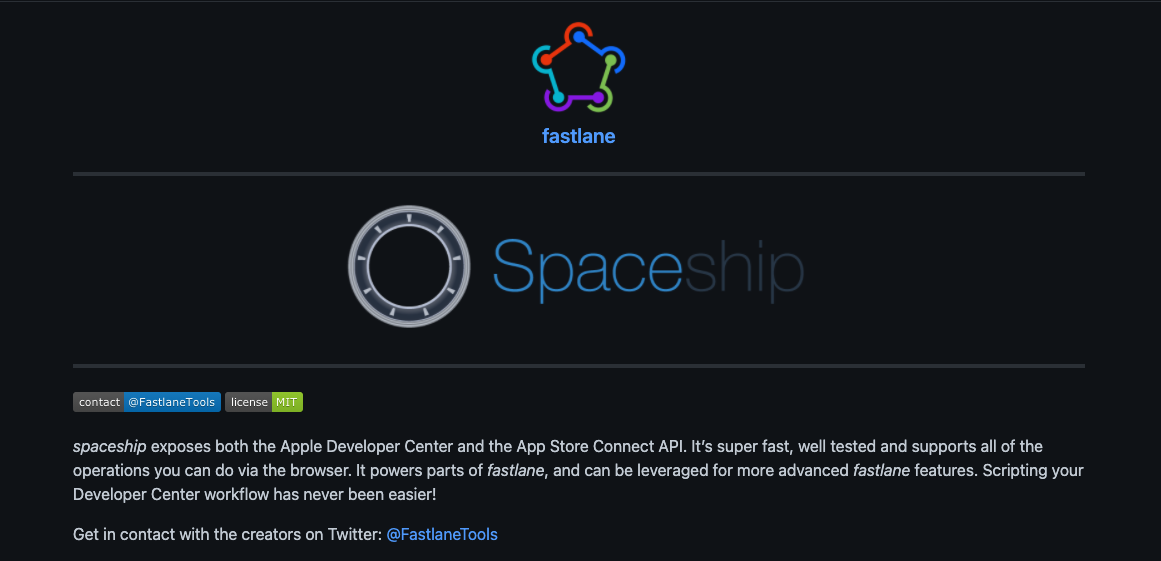 fastlane
Spaceship
contact @FastlaneTools license MIT
spaceship exposes both the Apple Developer Center and the App Store Connect API. It’s super fast, well tested and supports all of the
operations you can do via the browser. It powers parts of fastlane, and can be leveraged for more advanced fastlane features. Scripting your
Developer Center workflow has never been easier!
Get in contact with the creators on Twitter: @FastlaneTools